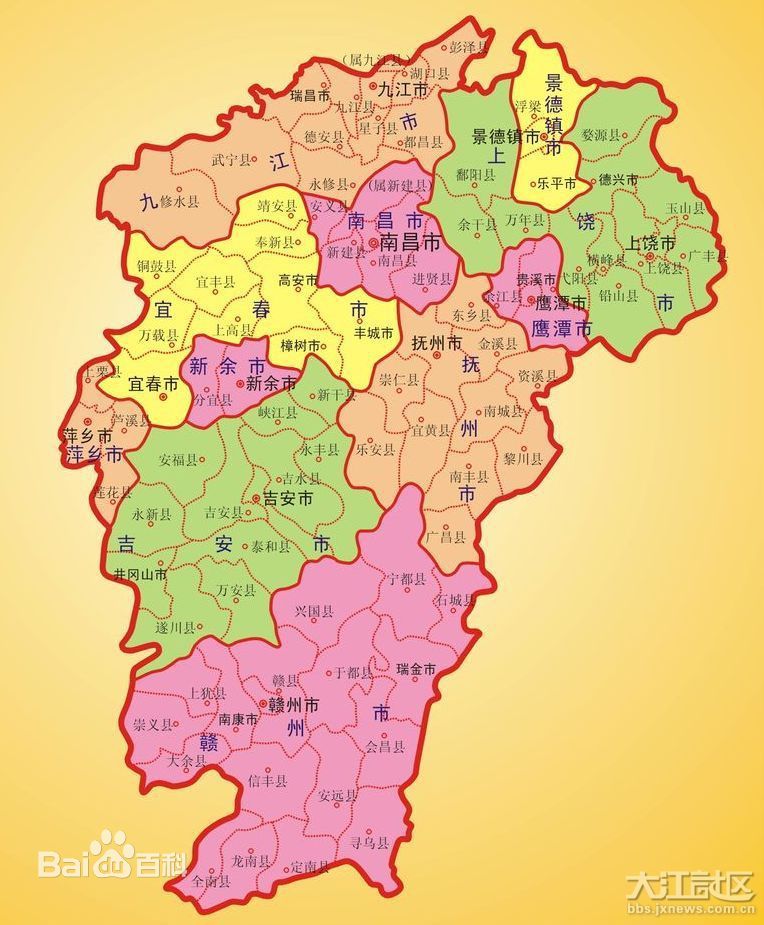 彭泽县
（属九江县）
湖口县
瑞昌市
九江市
九江县
星子县
德安县
都昌县
武宁县
永修县
修水县
九江市
景德镇市
浮梁
景德镇市
乐平市
婺源县
上饶市
鄱阳县
德兴市
玉山县
余干县
万年县
上饶市
广丰县
横峰县
上饶县
弋阳县
铅山县
（属新建县）
安义县
南昌市
南昌市
新建县
南昌县
进贤县
贵溪市
余江县
鹰潭市
鹰潭市
靖安县
奉新县
铜鼓县
宜丰县
高安市
宜春市
万载县
上高县
丰城市
樟树市
宜春市
新余市
新余市
分宜县
上栗县
芦溪县
萍乡市
萍乡市
莲花县
东乡县
抚州市
金溪县
资溪县
崇仁县
抚州市
南城县
宜黄县
乐安县
黎川县
南丰县
广昌县
新干县
峡江县
安福县
永丰县
吉水县
吉安市
吉安县
永新县
吉安市
泰和县
井冈山市
万安县
遂川县
宁都县
石城县
兴国县
于都县
瑞金市
赣县
上犹县
赣州市
崇义县
南康市
赣州市
会昌县
大余县
信丰县
安远县
寻乌县
龙南县
定南县
全南县
Bai百科
大江社区
bbs.jxnews.com.cn